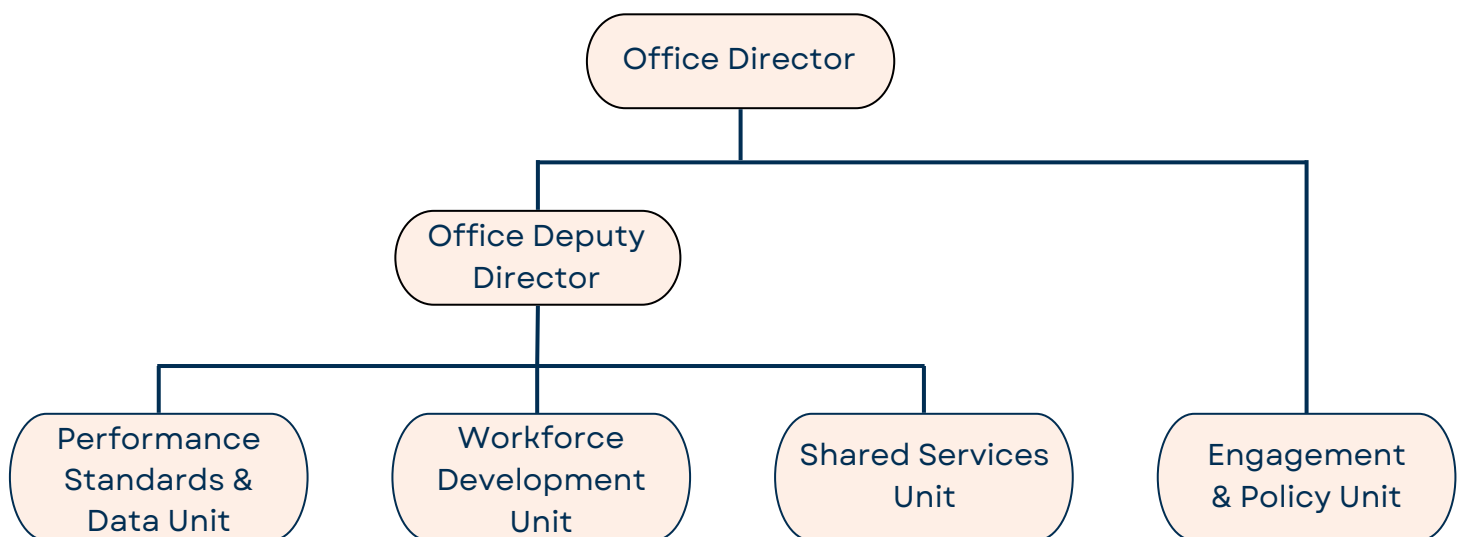 Office Director
Office Deputy
Director
Performance
Standards &
Data Unit
Workforce
Development
Unit
Shared Services
Unit
Engagement
& Policy Unit